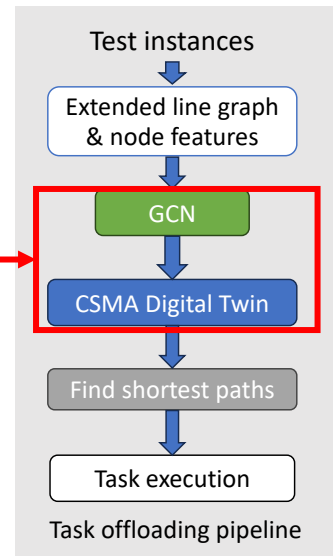 Test instances
Extended line graph
& node features
GCN
CSMA Digital Twin
Find shortest paths
Task execution
Task offloading pipeline